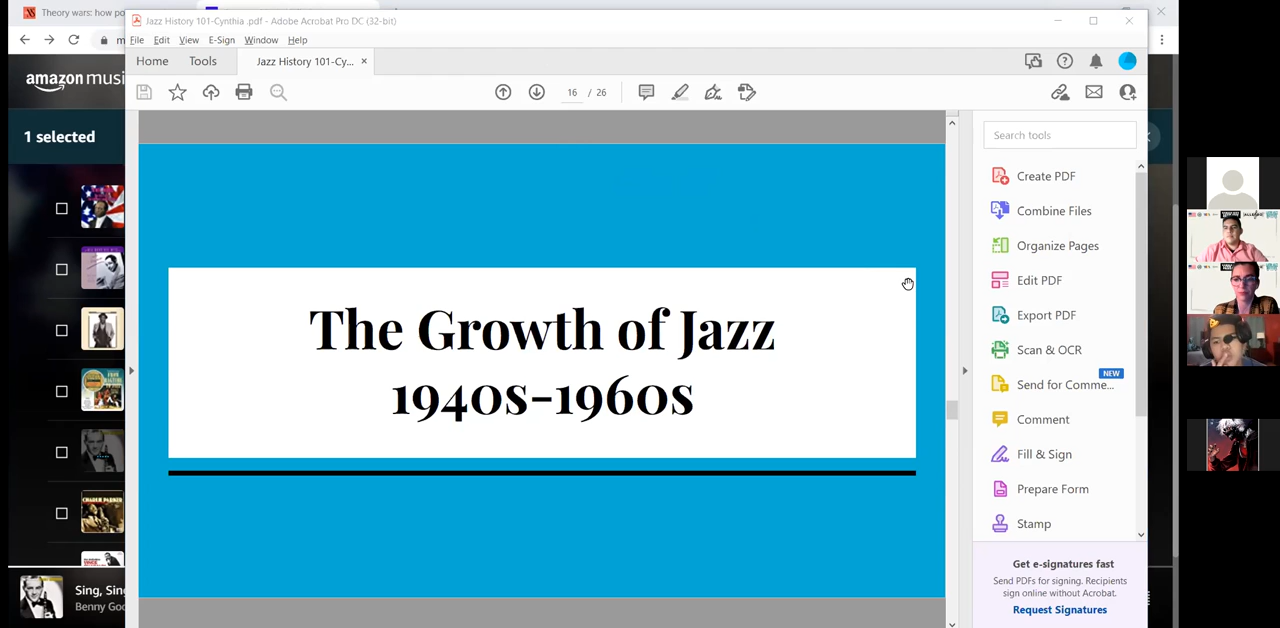 Theory wars: how po
Jazz History 101-Cynthia .pdf - Adobe Acrobat Pro DC (32-bit)
File Edit View E-Sign Window Help
Home Tools Jazz History 101-Cy... ×
16 / 26
amazon musi
1 selected
The Growth of Jazz
1940s-1960s
Sing, Sing
Benny Goo
Search tools
Create PDF
Combine Files
Organize Pages
Edit PDF
Export PDF
Scan & OCR
NEW
Send for Comme...
Comment
Fill & Sign
Prepare Form
Stamp
Get e-signatures fast
Send PDFs for signing. Recipients
sign online without Acrobat.
Request Signatures